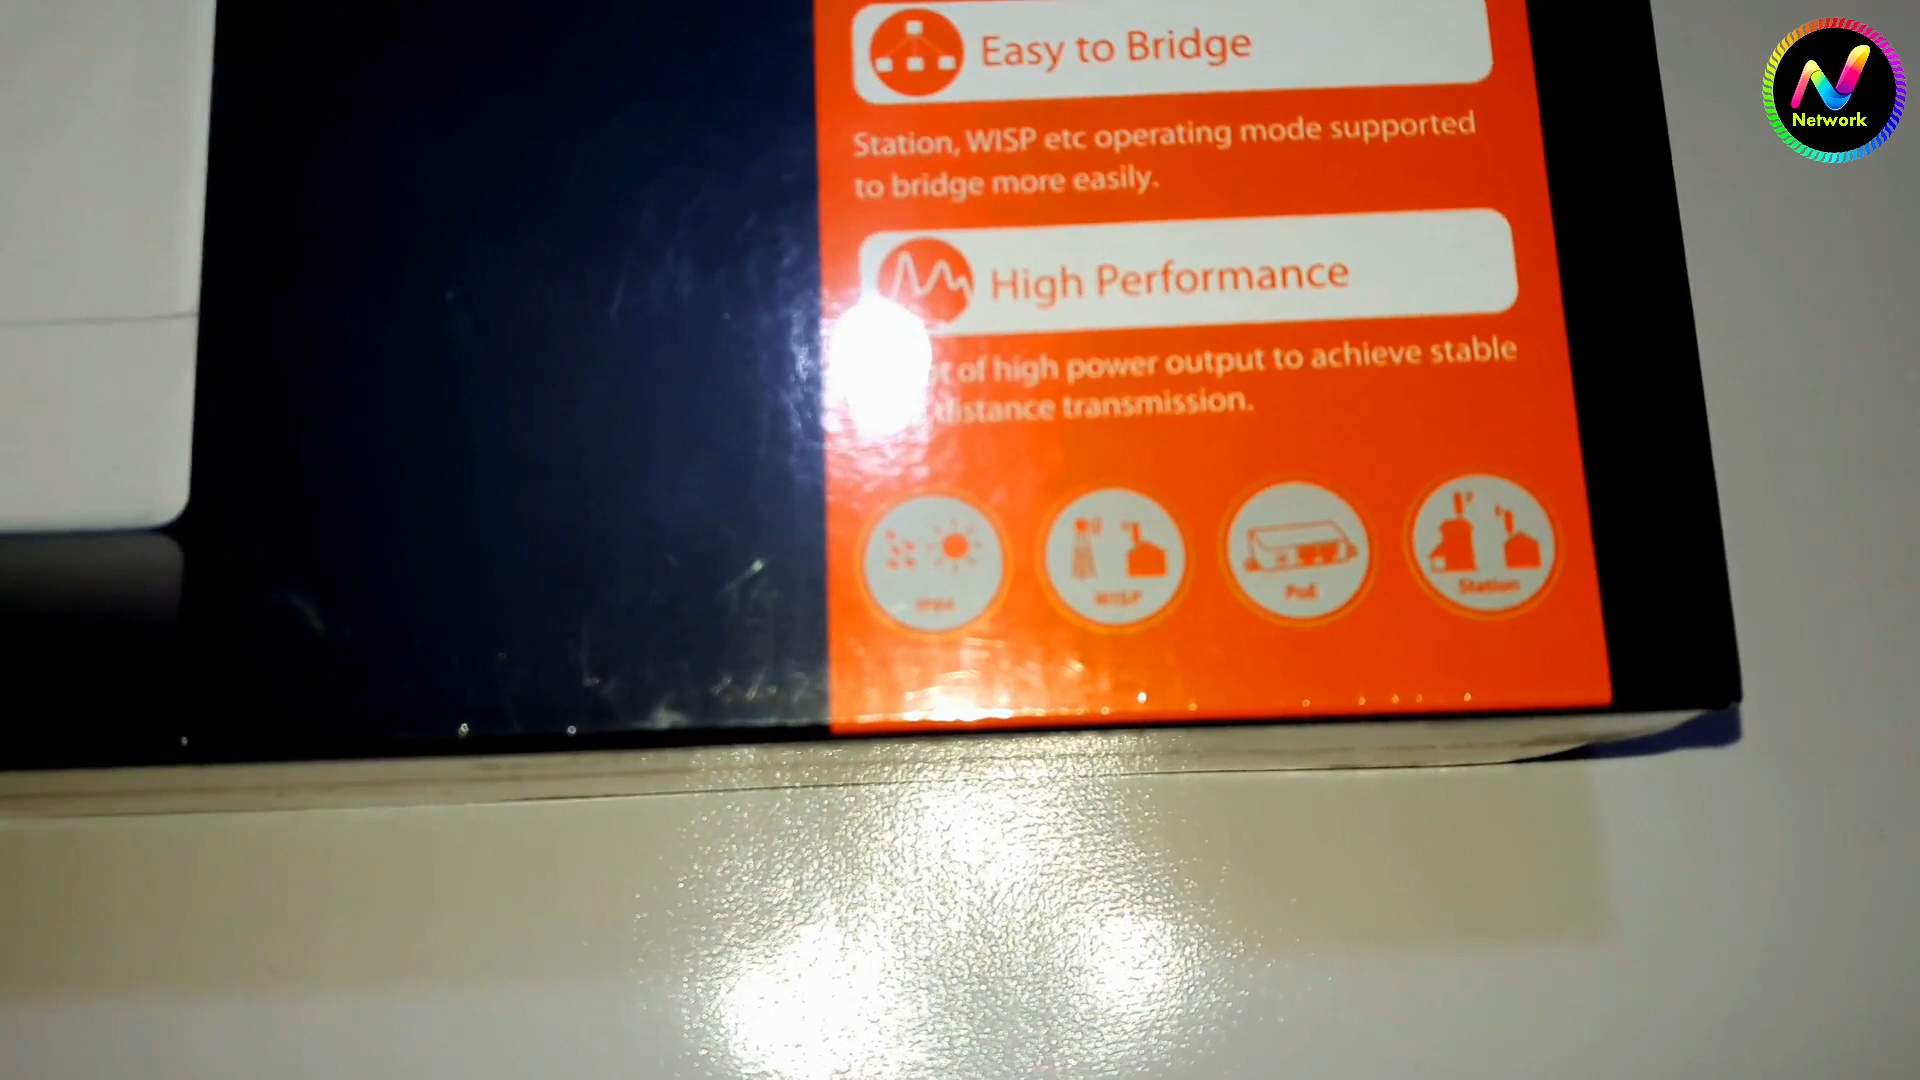 Easy to Bridge
Network
Station, WISP etc operating mode supported
to bridge more easily.
High Performance
of high power output to achieve stable
distance transmission.
IP64
WISP
PoE
Station